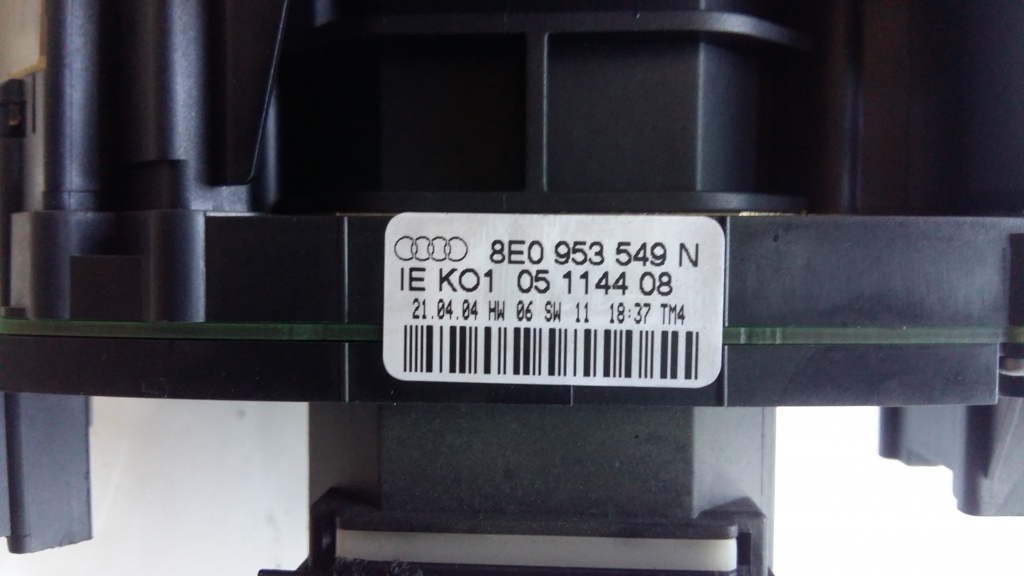 8E0 953 549 N
IE KO1 05 1144 08
21.04.04 HW 06 SW 11 18:37 TM4